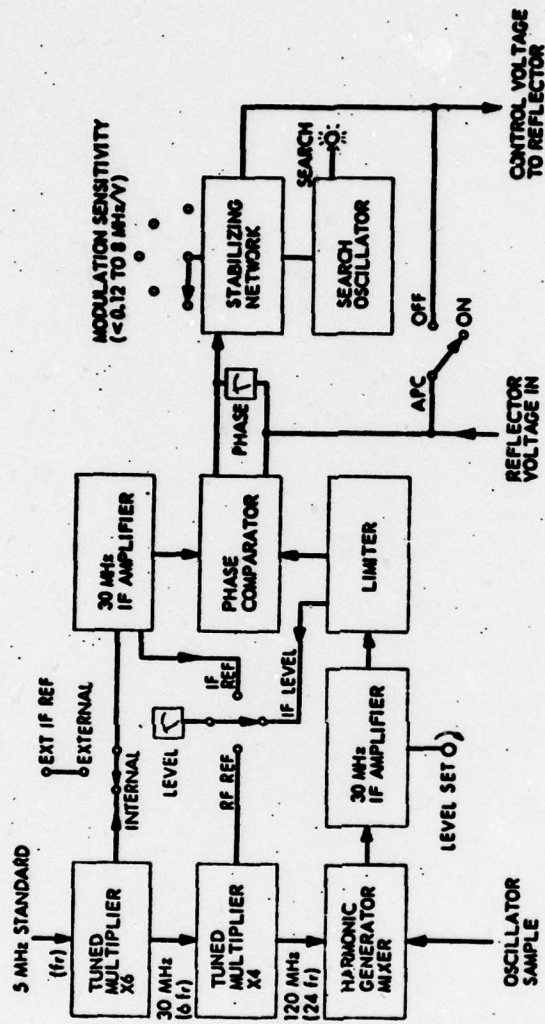 5 MHz STANDARD
(fr)
TUNED
MULTIPLIER
X6
30 MHz
(6 fr)
TUNED
MULTIPLIER
X4
120 MHz
(24 fr)
HARMONIC
GENERATOR
MIXER
OSCILLATOR
SAMPLE
EXT IF REF
EXTERNAL
INTERNAL
LEVEL
RF REF
IF
REF
IF LEVEL
30 MHz
IF AMPLIFIER
LEVEL SET
30 MHz
IF AMPLIFIER
PHASE
COMPARATOR
LIMITER
PHASE
MODULATION SENSITIVITY
(<0.12 TO 8 MHz/V)
STABILIZING
NETWORK
SEARCH
SEARCH
OSCILLATOR
APC
OFF
ON
REFLECTOR
VOLTAGE IN
CONTROL VOLTAGE
TO REFLECTOR